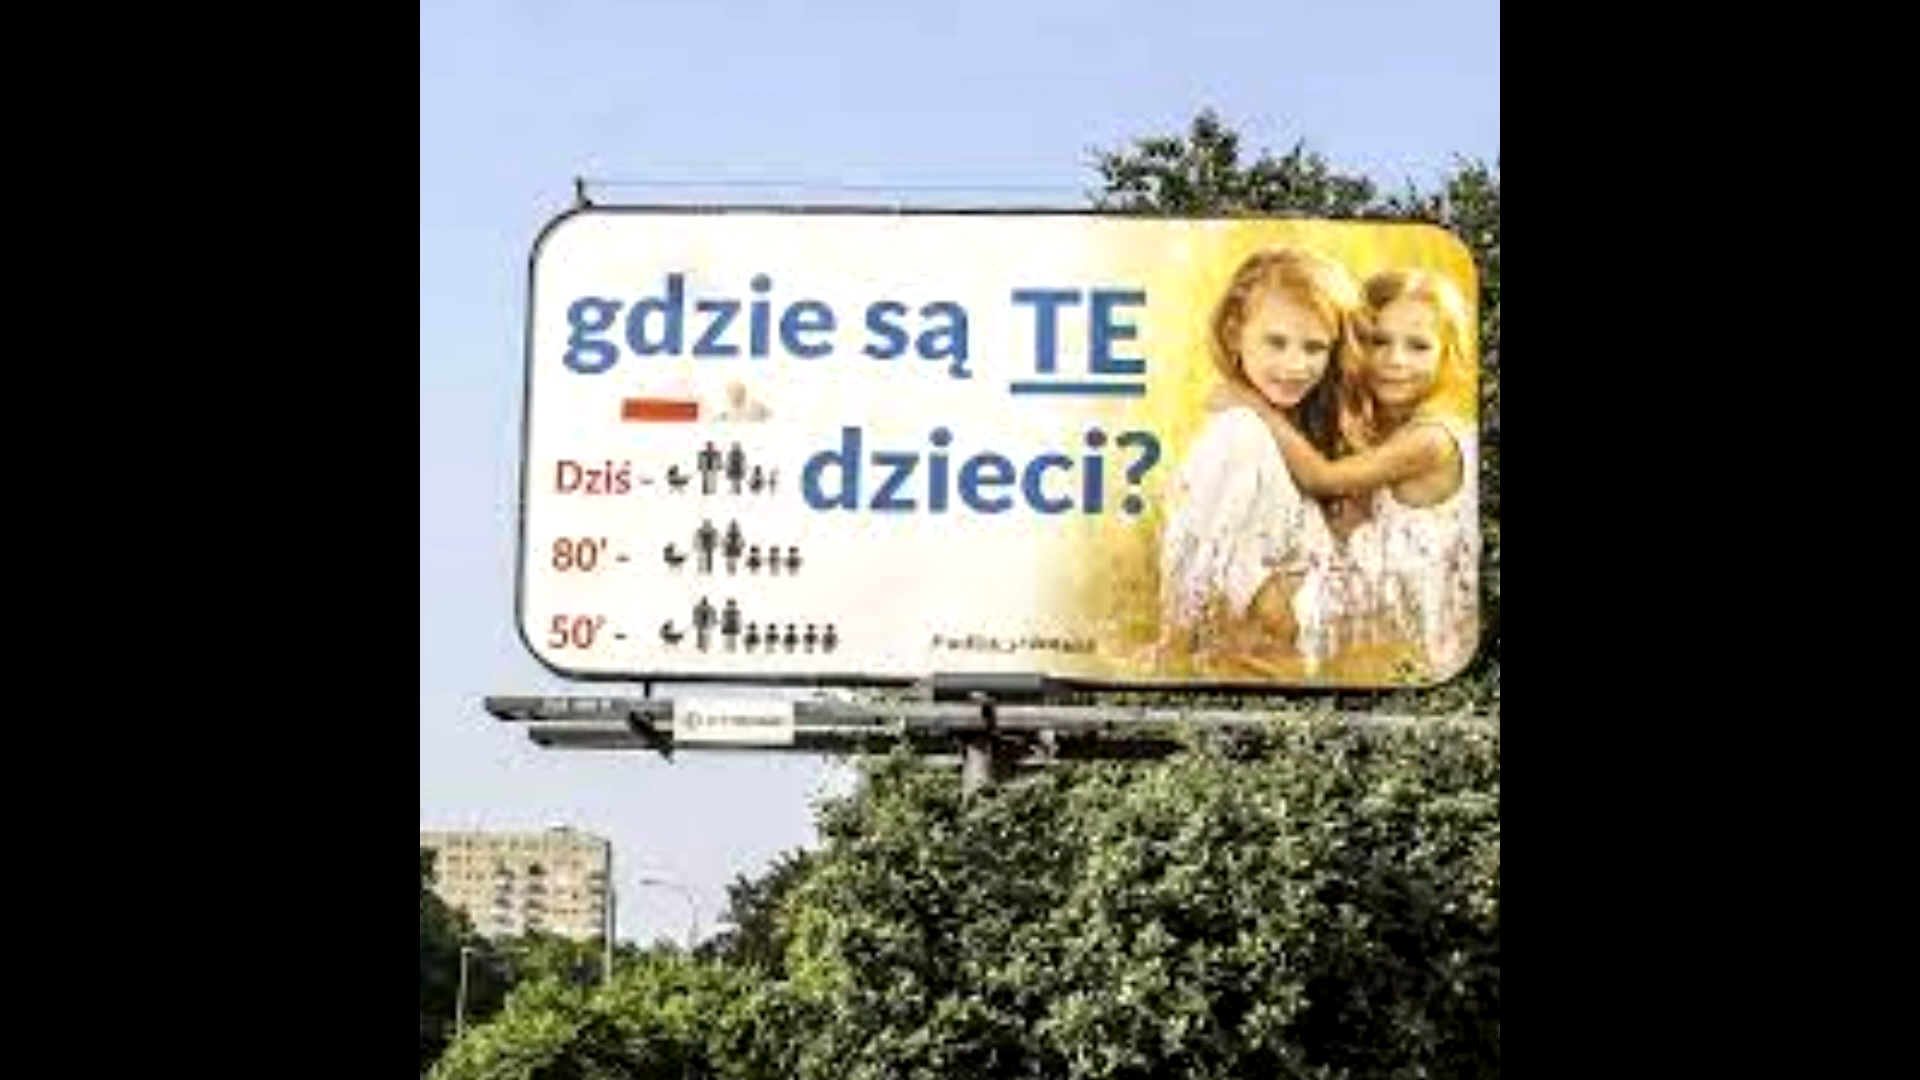 gdzie są TE
dzieci?
Dziś -
80' -
50' -